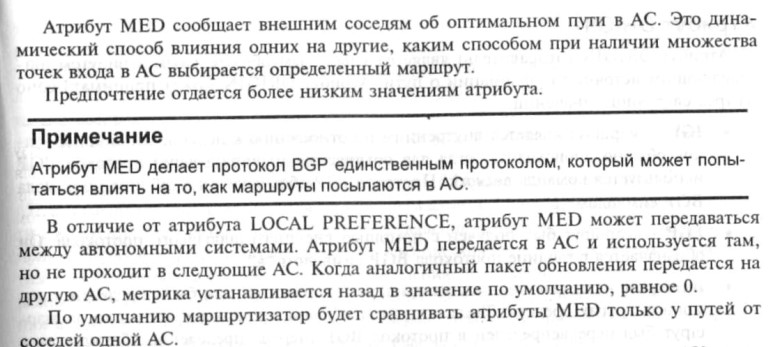 Атрибут MED сообщает внешним соседям об оптимальном пути в АС. Это дина-
мический способ влияния одних на другие, каким способом при наличии множества
точек входа в АС выбирается определенный маршрут.
Предпочтение отдается более низким значениям атрибута.
Примечание
Атрибут MED делает протокол BGP единственным протоколом, который может попы-
таться влиять на то, как маршруты посылаются в АС.
В отличие от атрибута LOCAL PREFERENCE, атрибут MED может передаваться
между автономными системами. Атрибут MED передается в АС и используется там,
но не проходит в следующие АС. Когда аналогичный пакет обновления передается на
другую АС, метрика устанавливается назад в значение по умолчанию, равное 0.
По умолчанию маршрутизатор будет сравнивать атрибуты MED только у путей от
соседей одной АС.